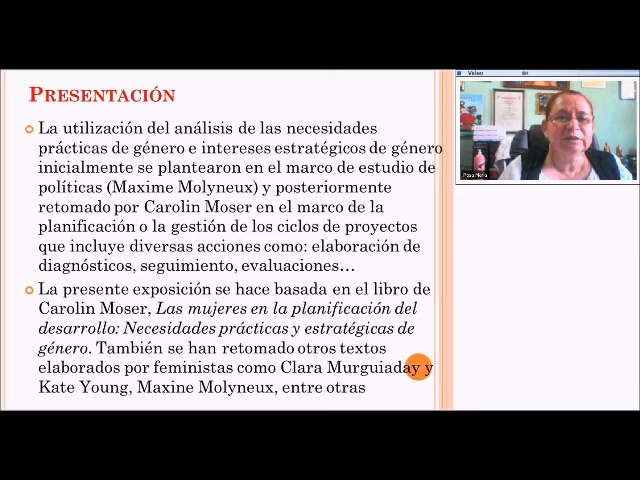 PRESENTACIÓN
La utilización del análisis de las necesidades
prácticas de género e intereses estratégicos de género
inicialmente se plantearon en el marco de estudio de
políticas (Maxime Molyneux) y posteriormente
retomado por Carolin Moser en el marco de la
planificación o la gestión de los ciclos de proyectos
que incluye diversas acciones como: elaboración de
diagnósticos, seguimiento, evaluaciones…
La presente exposición se hace basada en el libro de
Carolin Moser, Las mujeres en la planificación del
desarrollo: Necesidades prácticas y estratégicas de
género. También se han retomado otros textos
elaborados por feministas como Clara Murguiaday y
Kate Young, Maxine Molyneux, entre otras
Video